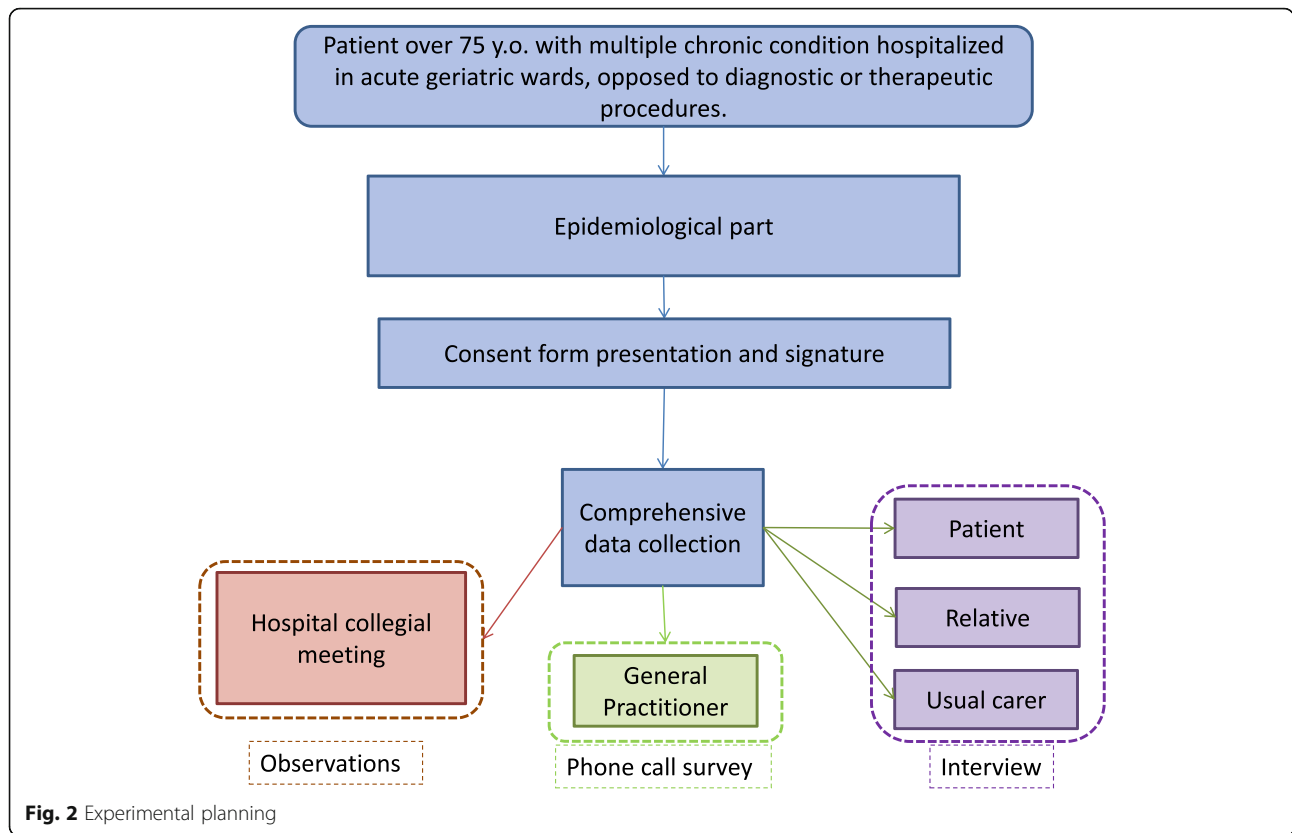 Patient over 75 y.o. with multiple chronic condition hospitalized
in acute geriatric wards, opposed to diagnostic or therapeutic
procedures.
Epidemiological part
Consent form presentation and signature
Comprehensive
data collection
Patient
Relative
Usual carer
Hospital collegial
meeting
General
Practitioner
Observations
Phone call survey
Interview
Fig. 2 Experimental planning